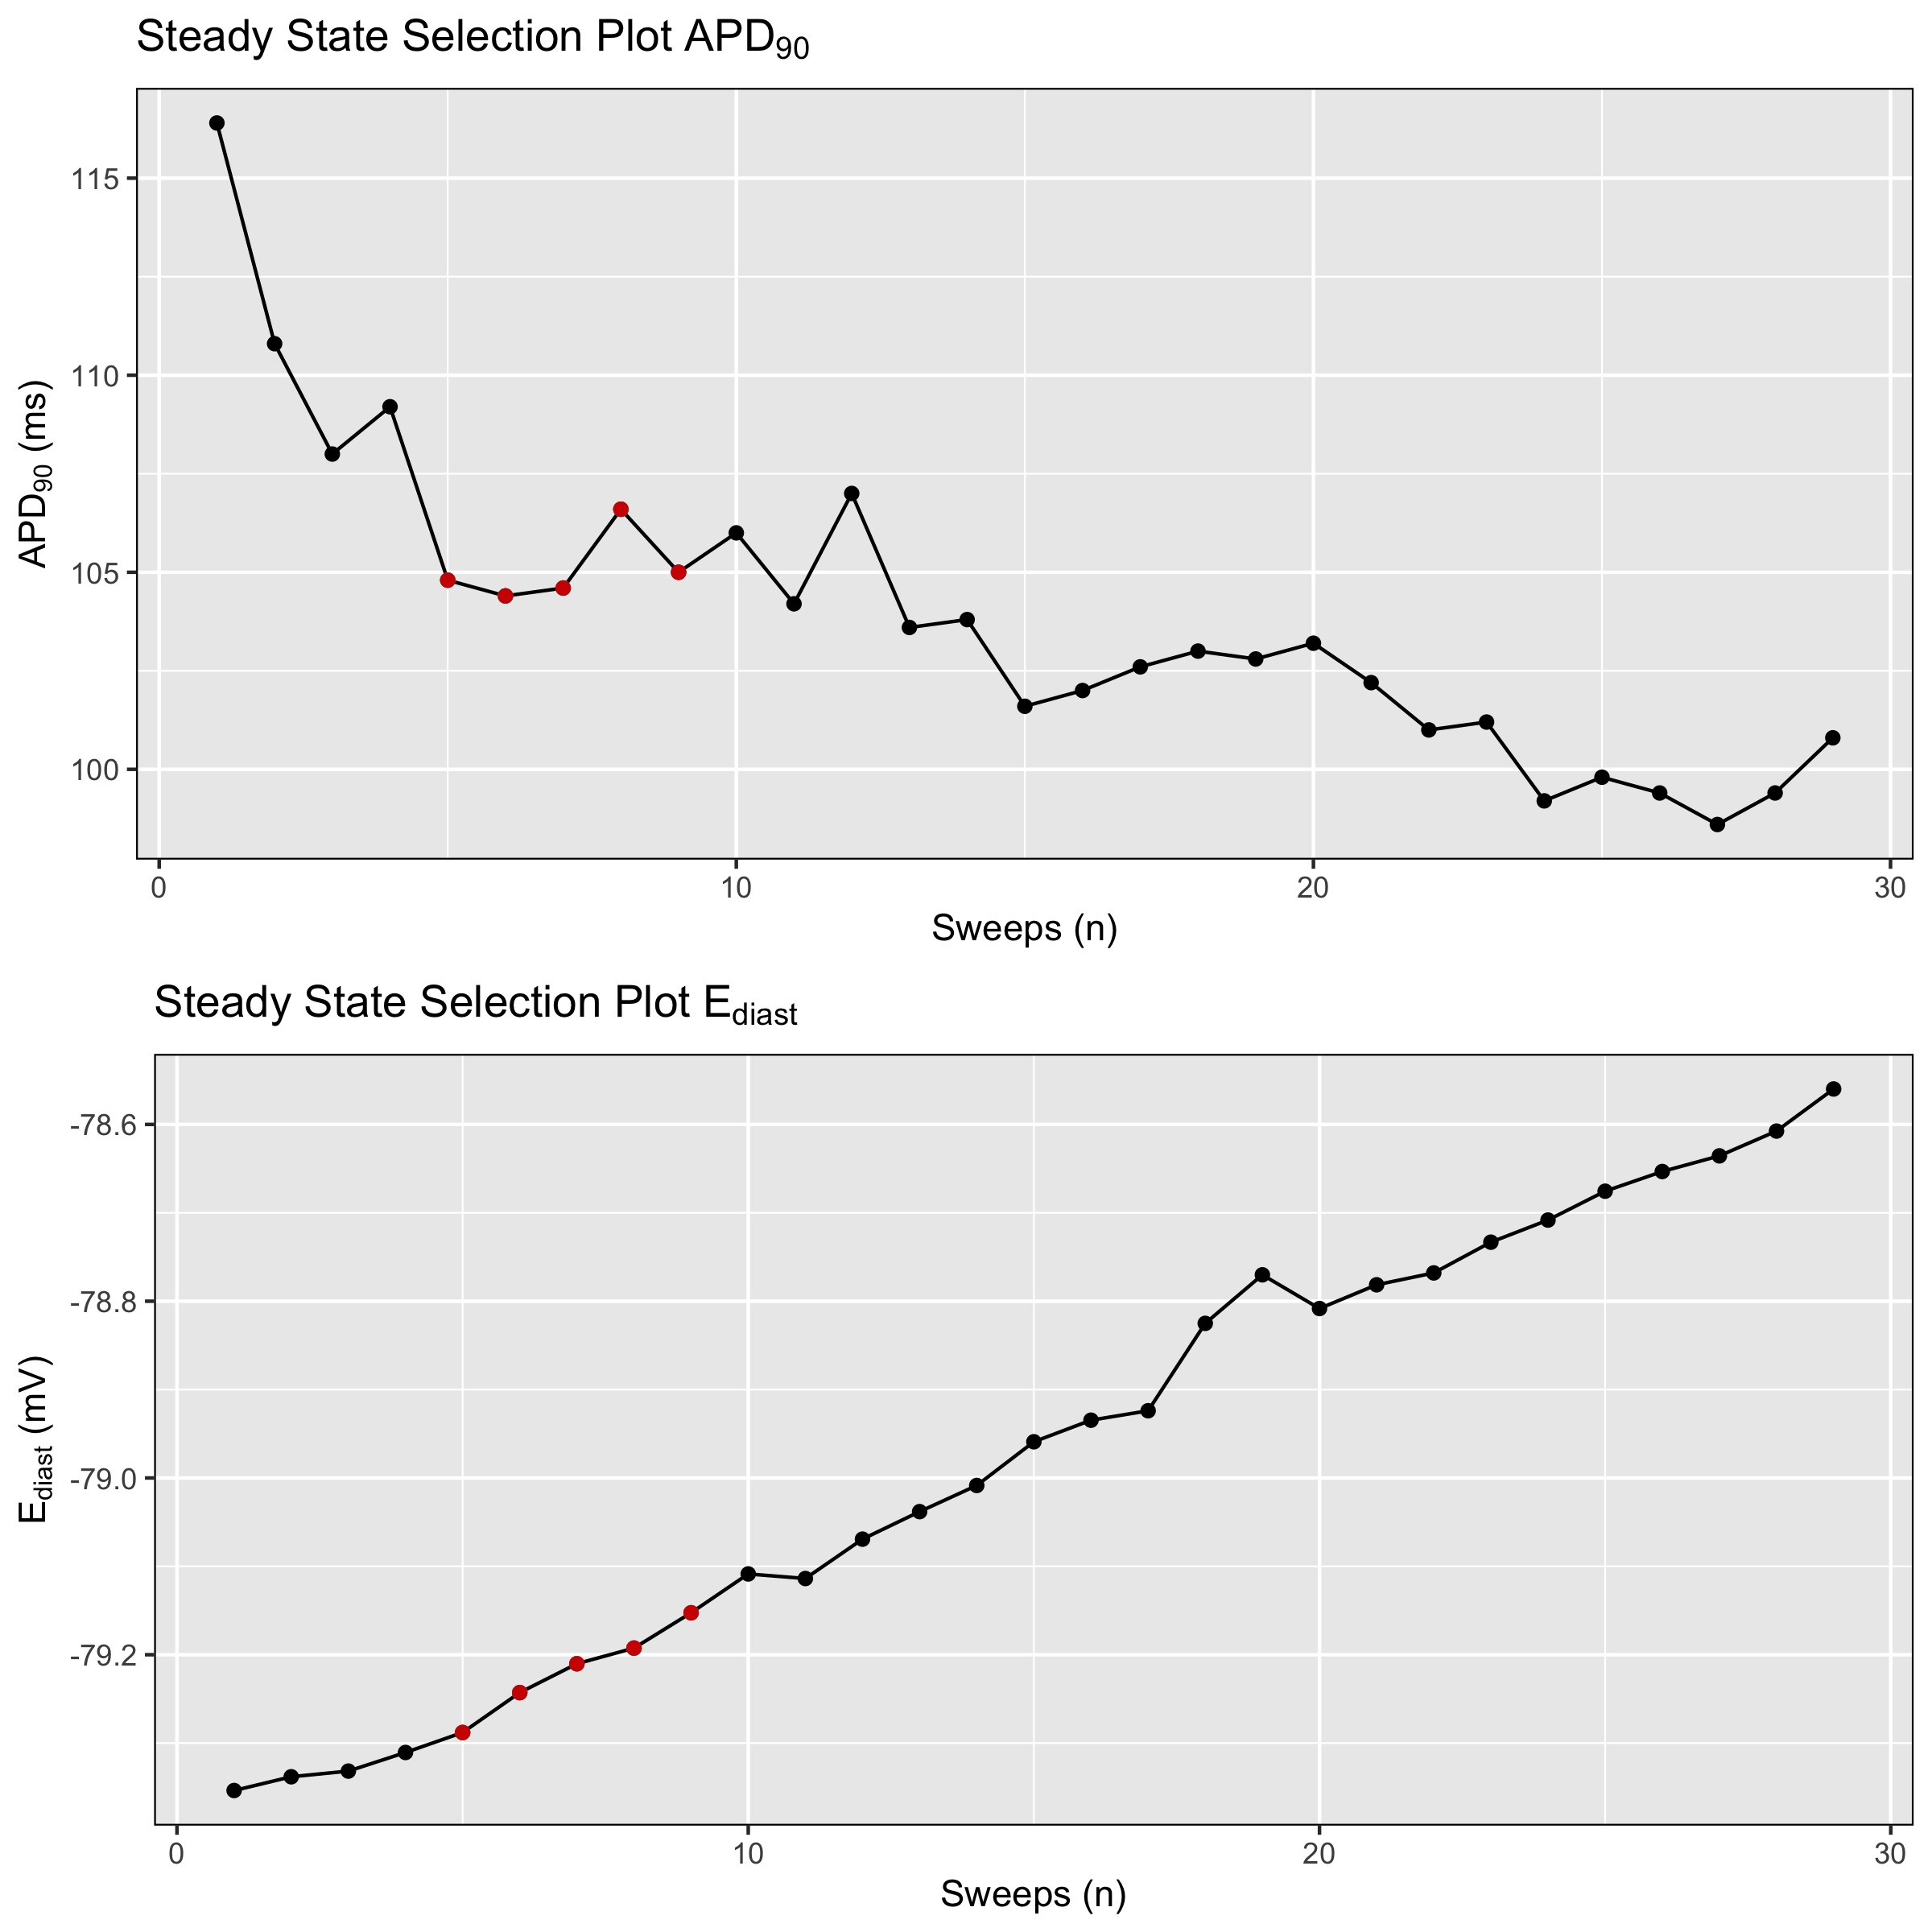 Steady State Selection Plot APD90
115
110
105
100
APD90 (ms)
0 10 20 30
Sweeps (n)
Steady State Selection Plot Ediast
-78.6
-78.8
-79.0
-79.2
Ediast (mV)
0 10 20 30
Sweeps (n)